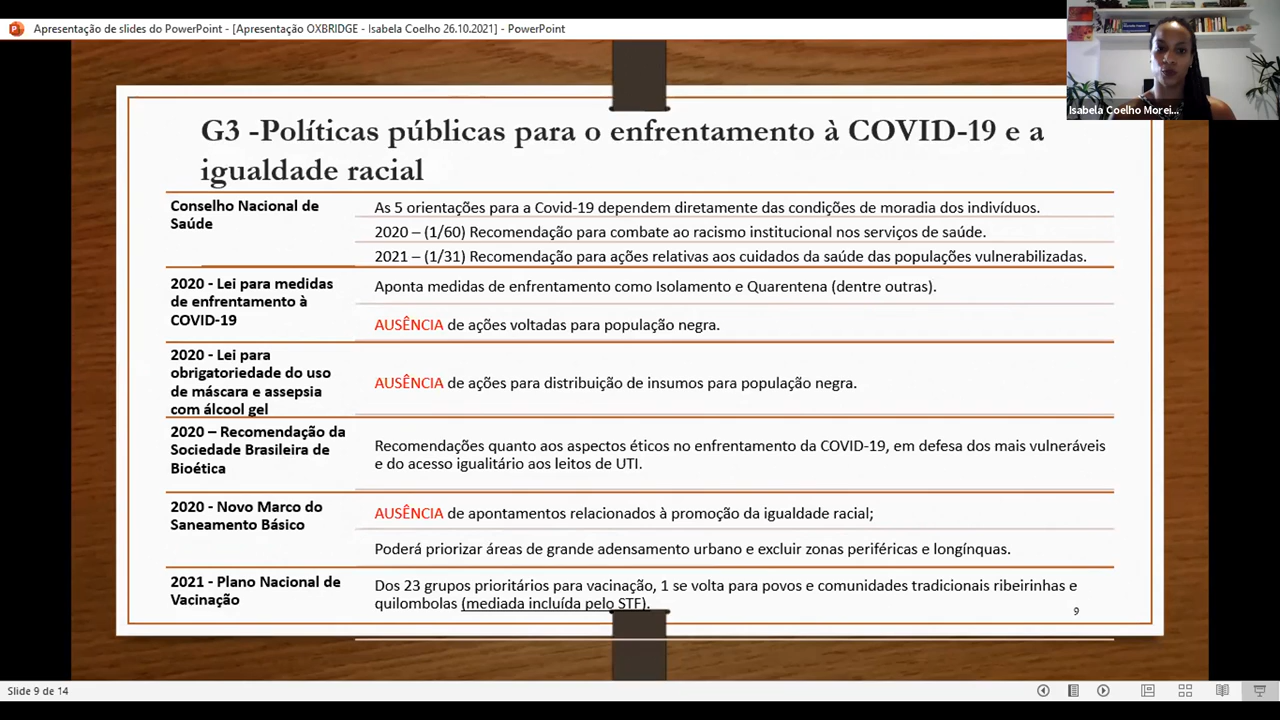 Apresentação de slides do PowerPoint - [Apresentação OXBRIDGE - Isabela Coelho 26.10.2021] - PowerPoint
Isabela Coelho Morei...
G3 -Políticas públicas para o enfrentamento à COVID-19 e a
igualdade racial
Conselho Nacional de
Saúde
As 5 orientações para a Covid-19 dependem diretamente das condições de moradia dos indivíduos.
2020 – (1/60) Recomendação para combate ao racismo institucional nos serviços de saúde.
2021 – (1/31) Recomendação para ações relativas aos cuidados da saúde das populações vulnerabilizadas.
2020 - Lei para medidas
de enfrentamento à
COVID-19
Aponta medidas de enfrentamento como Isolamento e Quarentena (dentre outras).
AUSÊNCIA de ações voltadas para população negra.
2020 - Lei para
obrigatoriedade do uso
de máscara e assepsia
com álcool gel
AUSÊNCIA de ações para distribuição de insumos para população negra.
2020 – Recomendação da
Sociedade Brasileira de
Bioética
Recomendações quanto aos aspectos éticos no enfrentamento da COVID-19, em defesa dos mais vulneráveis
e do acesso igualitário aos leitos de UTI.
2020 - Novo Marco do
Saneamento Básico
AUSÊNCIA de apontamentos relacionados à promoção da igualdade racial;
Poderá priorizar áreas de grande adensamento urbano e excluir zonas periféricas e longínquas.
2021 - Plano Nacional de
Vacinação
Dos 23 grupos prioritários para vacinação, 1 se volta para povos e comunidades tradicionais ribeirinhas e
quilombolas (mediada incluída pelo STF).
9
Slide 9 de 14